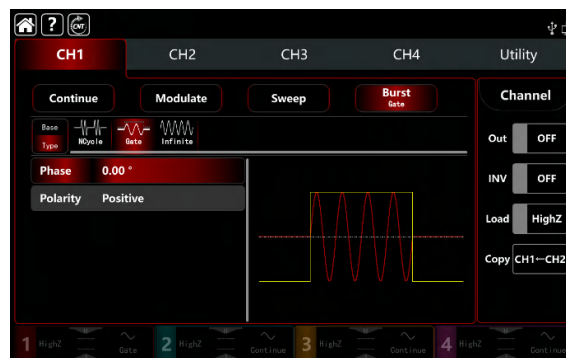 ? CNT
CH1 CH2 CH3 CH4 Utility
Continue Modulate Sweep Burst Channel
Gate
Base
Type NCycle Gate Infinite
Out OFF
Phase 0.00 °
INV OFF
Polarity Positive
Load HighZ
Copy CH1←CH2
1 HighZ Gate 2 HighZ Continue 3 HighZ Continue 4 HighZ Continue